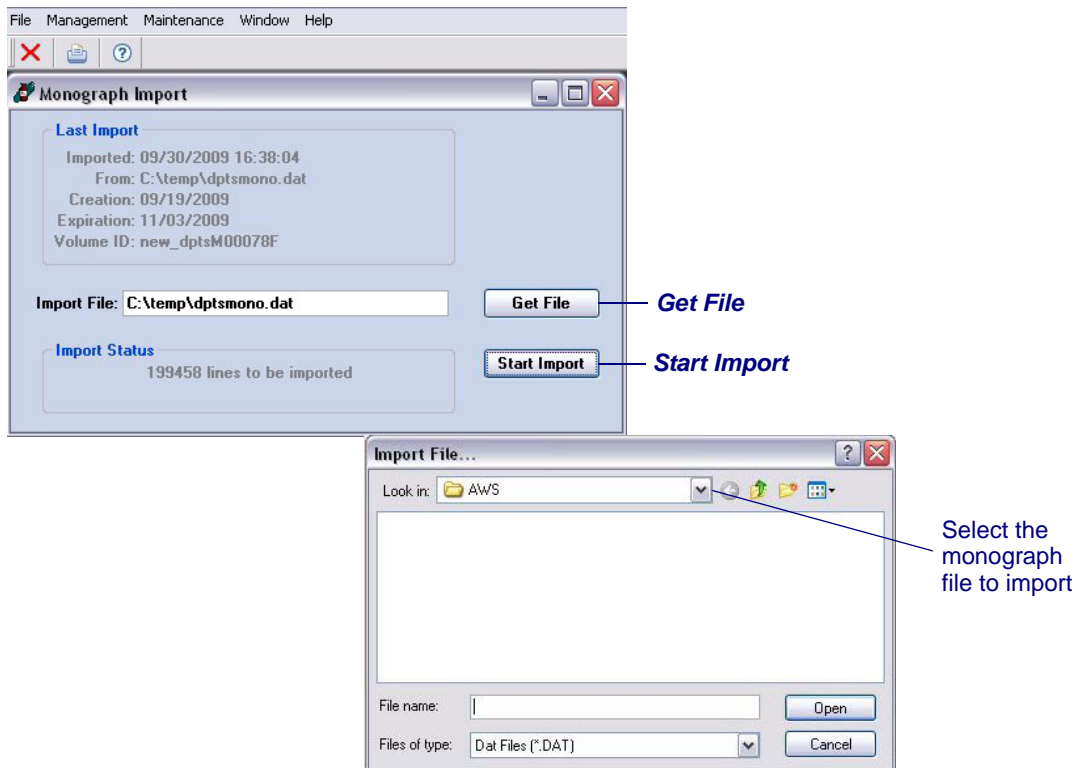 File Management Maintenance Window Help
Monograph Import
Last Import
Imported: 09/30/2009 16:38:04
From: C:\temp\dptsmono.dat
Creation: 09/19/2009
Expiration: 11/03/2009
Volume ID: new_dptsM00078F
Import File: C:\temp\dptsmono.dat
Get File
Get File
Import Status
199458 lines to be imported
Start Import
Start Import
Import File...
Look in: AWS
Select the
monograph
file to import
File name:
Open
Files of type: Dat Files (*.DAT)
Cancel